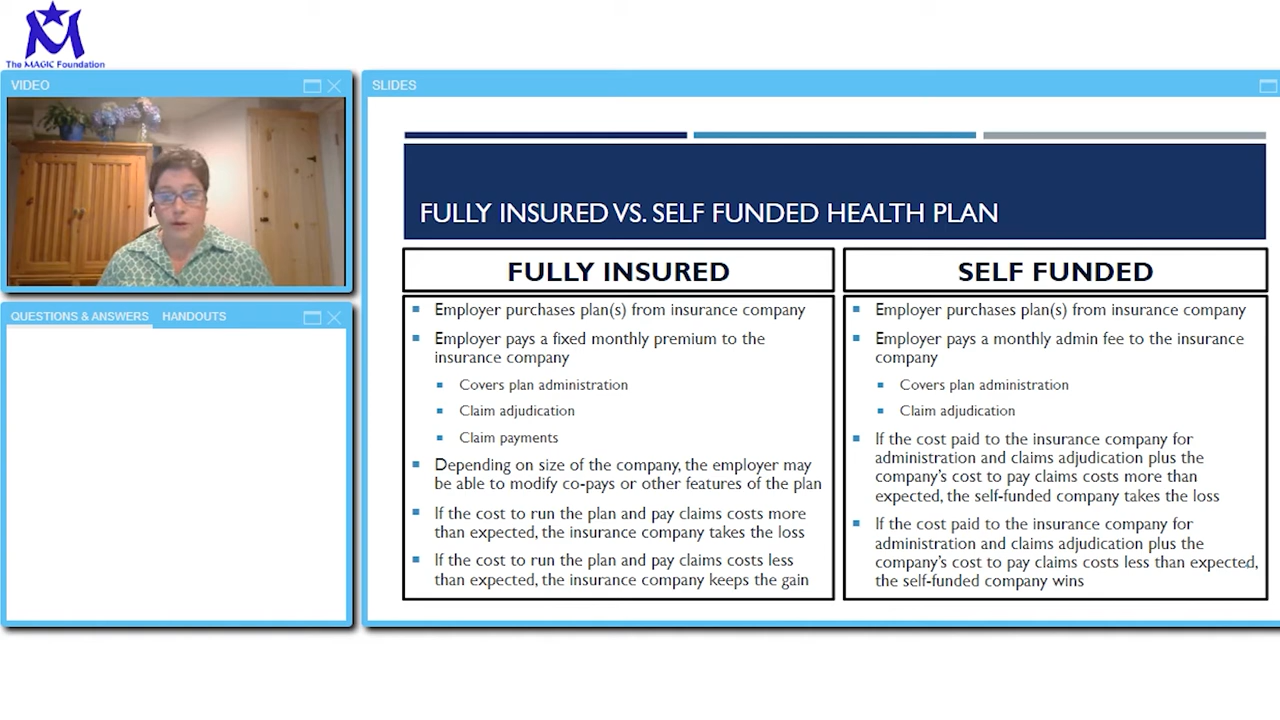 The MAGIC Foundation
VIDEO
QUESTIONS & ANSWERS
HANDOUTS
SLIDES
FULLY INSURED VS. SELF FUNDED HEALTH PLAN
FULLY INSURED
Employer purchases plan(s) from insurance company
Employer pays a fixed monthly premium to the
insurance company
Covers plan administration
Claim adjudication
Claim payments
Depending on size of the company, the employer may
be able to modify co-pays or other features of the plan
If the cost to run the plan and pay claims costs more
than expected, the insurance company takes the loss
If the cost to run the plan and pay claims costs less
than expected, the insurance company keeps the gain
SELF FUNDED
Employer purchases plan(s) from insurance company
Employer pays a monthly admin fee to the insurance
company
Covers plan administration
Claim adjudication
If the cost paid to the insurance company for
administration and claims adjudication plus the
company's cost to pay claims costs more than
expected, the self-funded company takes the loss
If the cost paid to the insurance company for
administration and claims adjudication plus the
company's cost to pay claims costs less than expected,
the self-funded company wins